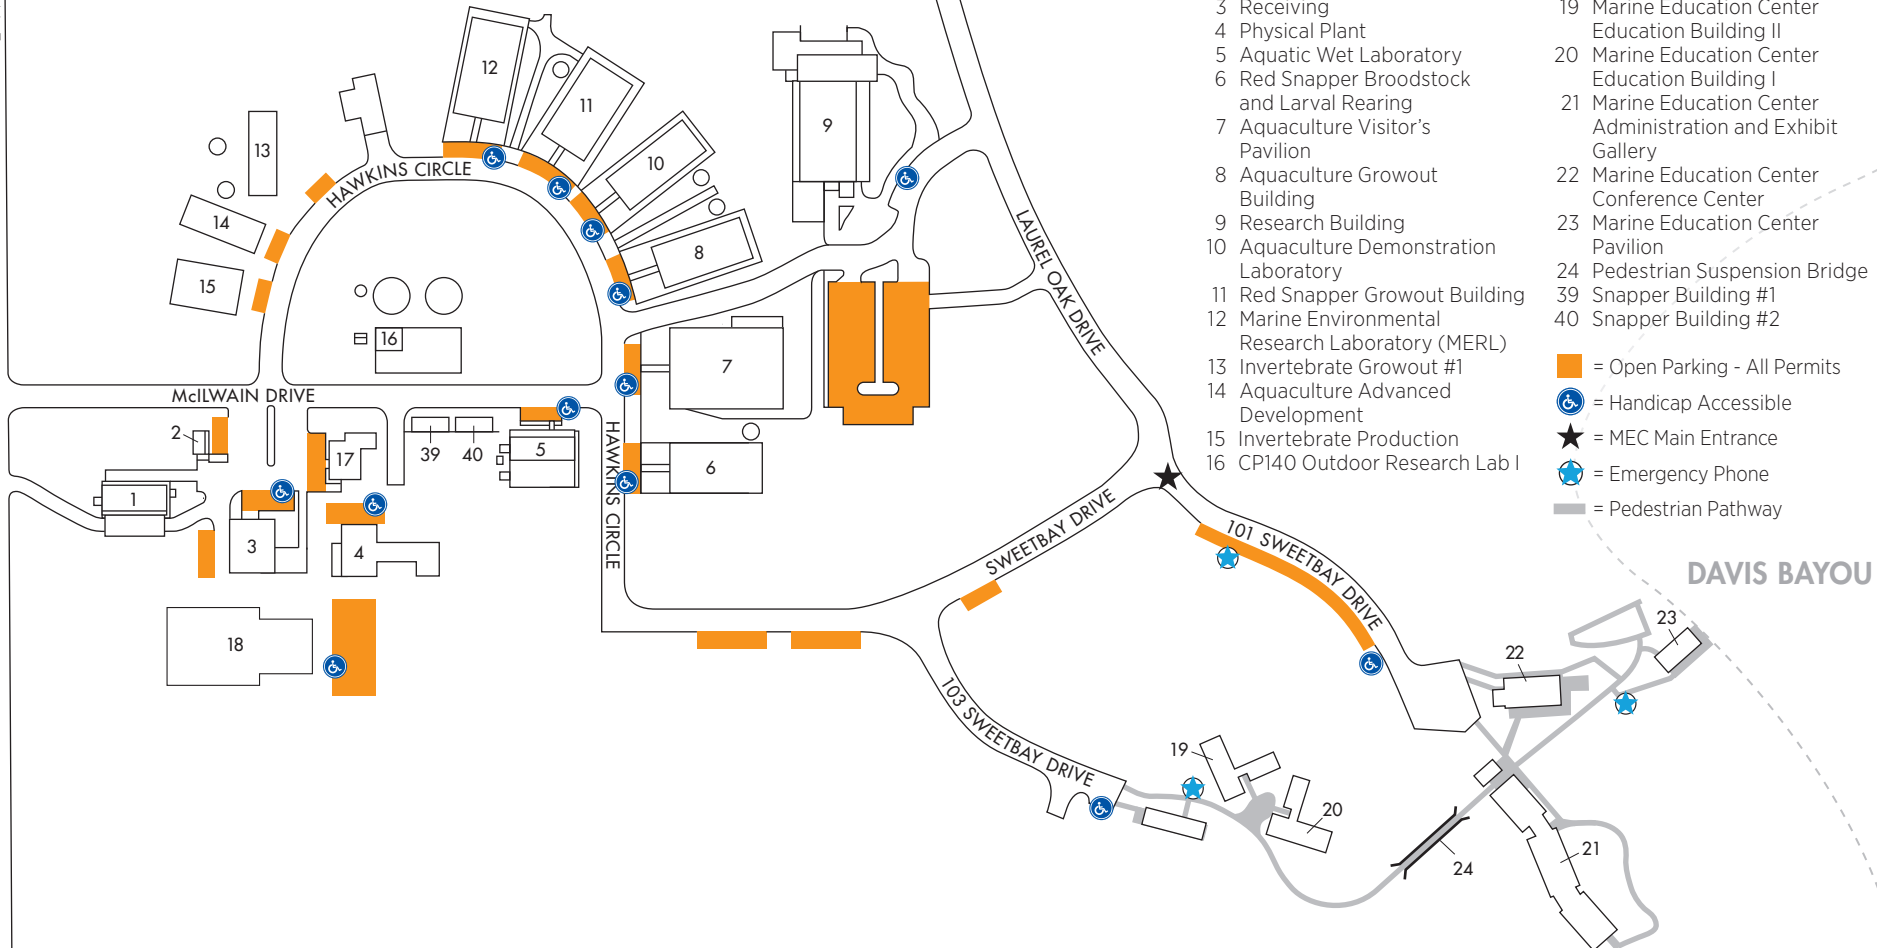 3 Receiving
4 Physical Plant
5 Aquatic Wet Laboratory
6 Red Snapper Broodstock
and Larval Rearing
7 Aquaculture Visitor's
Pavilion
8 Aquaculture Growout
Building
9 Research Building
10 Aquaculture Demonstration
Laboratory
11 Red Snapper Growout Building
12 Marine Environmental
Research Laboratory (MERL)
13 Invertebrate Growout #1
14 Aquaculture Advanced
Development
15 Invertebrate Production
16 CP140 Outdoor Research Lab I
19 Marine Education Center
Education Building II
20 Marine Education Center
Education Building I
21 Marine Education Center
Administration and Exhibit
Gallery
22 Marine Education Center
Conference Center
23 Marine Education Center
Pavilion
24 Pedestrian Suspension Bridge
39 Snapper Building #1
40 Snapper Building #2
= Open Parking - All Permits
= Handicap Accessible
= MEC Main Entrance
= Emergency Phone
= Pedestrian Pathway
12
11
13
10
9
HAWKINS CIRCLE
14
8
15
LAUREL OAK DRIVE
16
7
McILWAIN DRIVE
2
17
39
40
5
HAWKINS CIRCLE
6
1
3
4
SWEETBAY DRIVE
101 SWEETBAY DRIVE
DAVIS BAYOU
18
23
22
103 SWEETBAY DRIVE
19
20
24
21